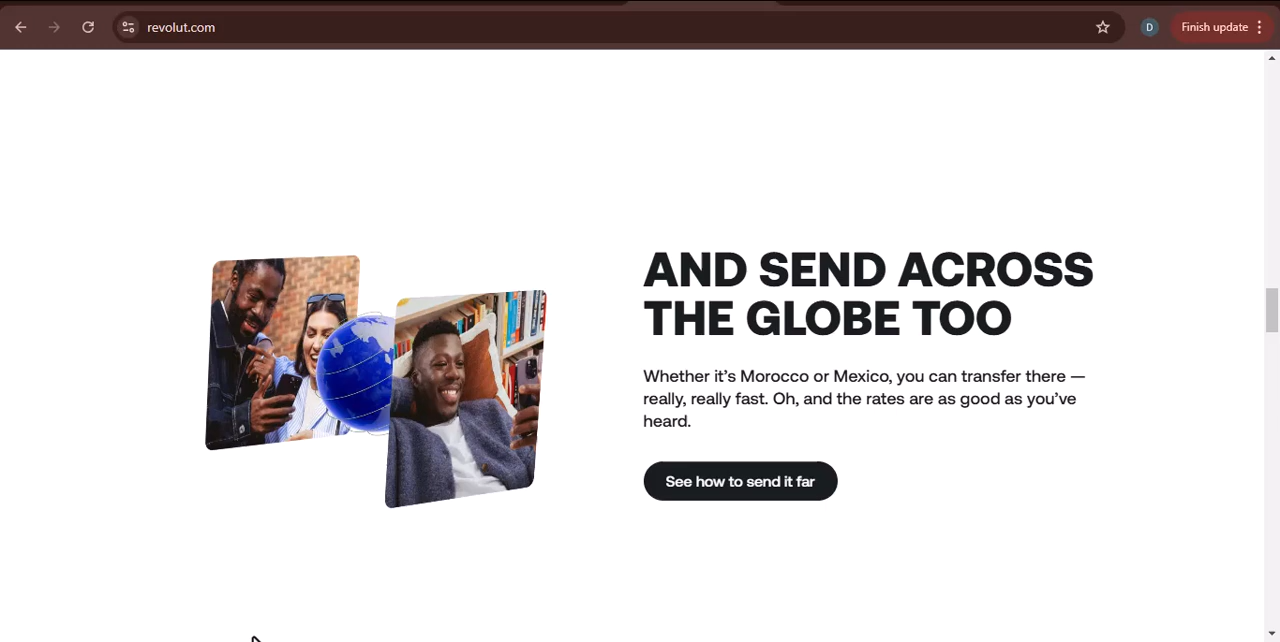 revolut.com
D
Finish update
AND SEND ACROSS
THE GLOBE TOO
Whether it’s Morocco or Mexico, you can transfer there —
really, really fast. Oh, and the rates are as good as you’ve
heard.
See how to send it far